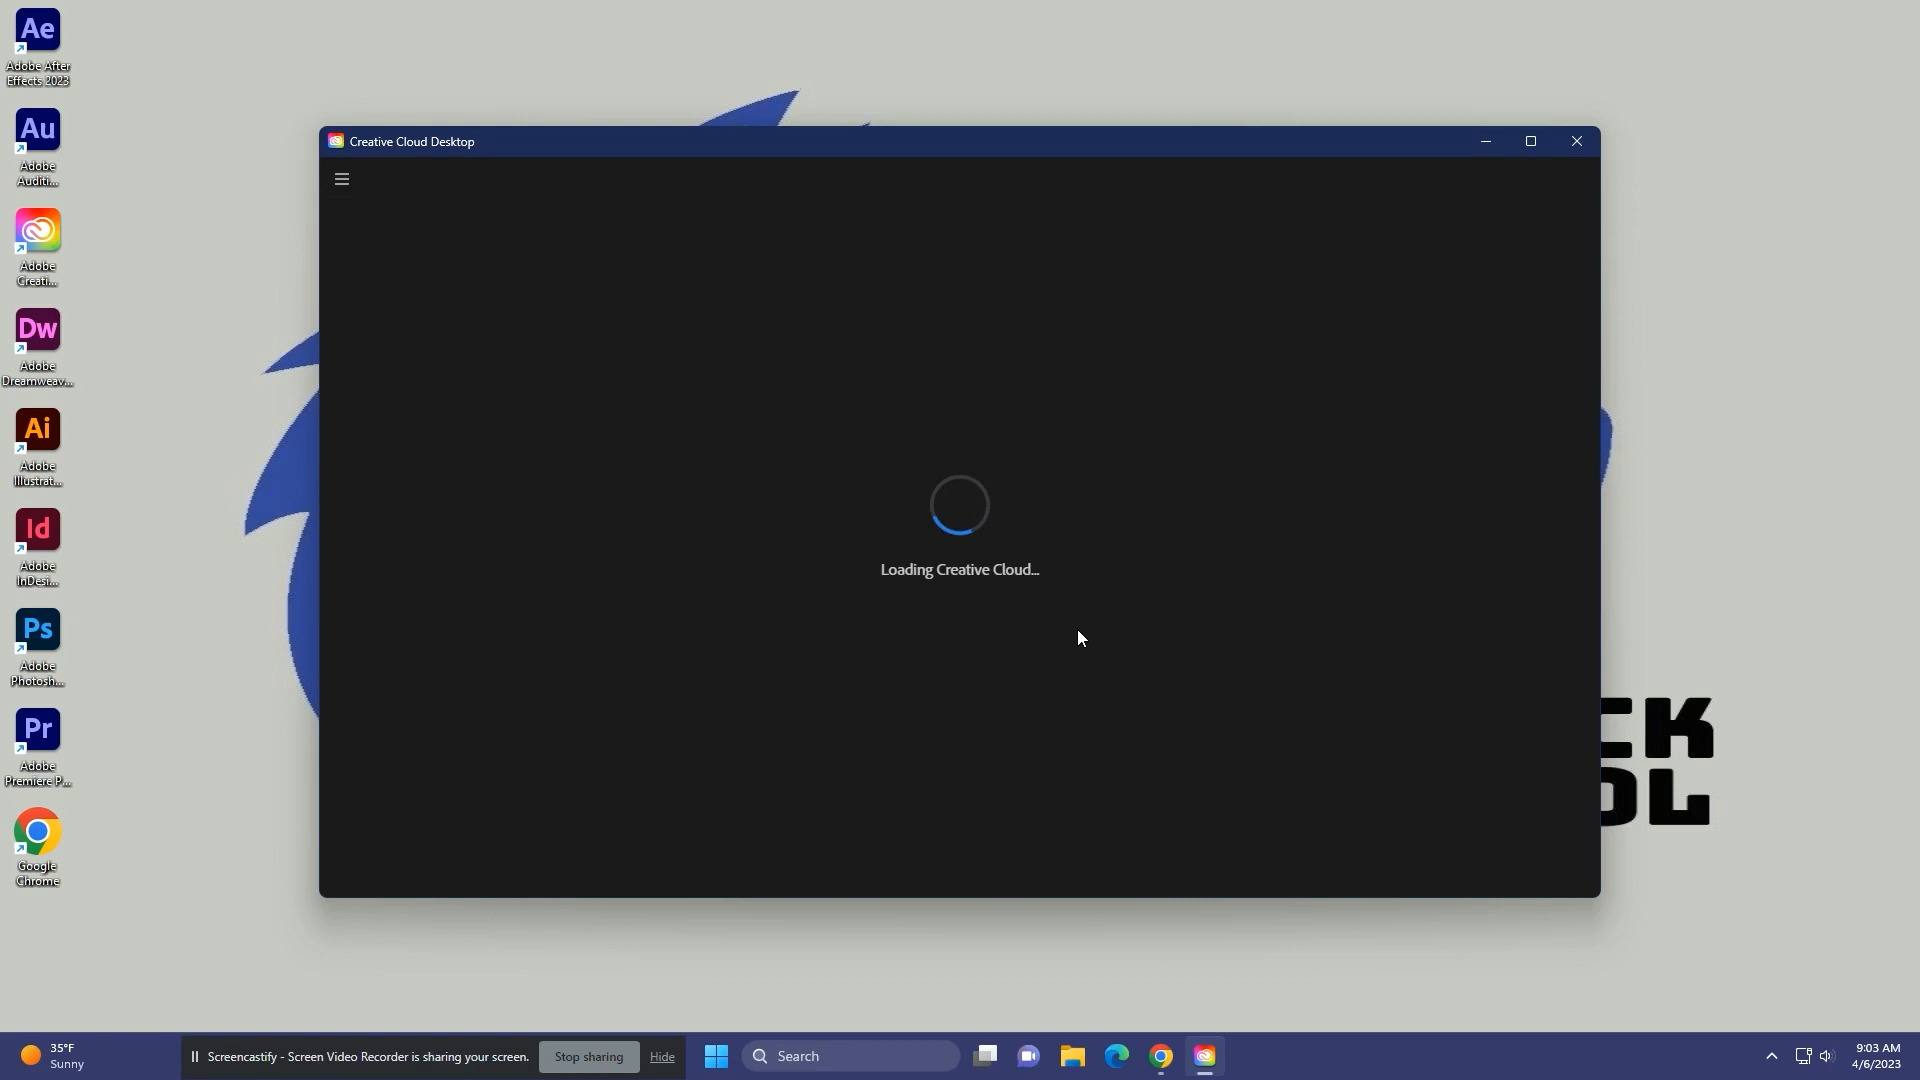 Ae
Adobe After
Effects 2023
Au
Adobe
Auditi...
Adobe
Creati...
Dw
Adobe
Dreamweav...
Ai
Adobe
Illustrat...
Id
Adobe
InDesi...
Ps
Adobe
Photosh...
Pr
Adobe
Premiere P...
Google
Chrome
Creative Cloud Desktop
Loading Creative Cloud...
CK
OL
35°F
Sunny
Screencastify - Screen Video Recorder is sharing your screen.
Stop sharing
Hide
Search
9:03 AM
4/6/2023